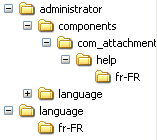 administrator
components
com_attachment
help
fr-FR
language
language
fr-FR